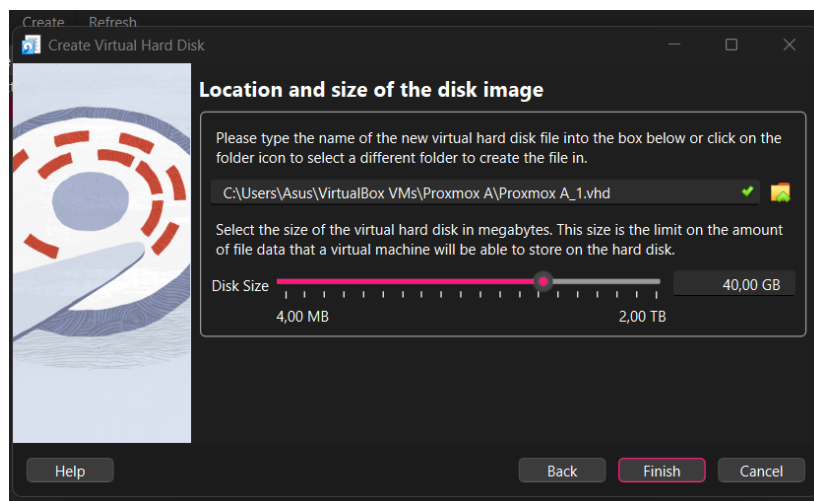 Create Refresh
Create Virtual Hard Disk
Location and size of the disk image
Please type the name of the new virtual hard disk file into the box below or click on the
folder icon to select a different folder to create the file in.
C:\Users\Asus\VirtualBox VMs\Proxmox A\Proxmox A_1.vhd
Select the size of the virtual hard disk in megabytes. This size is the limit on the amount
of file data that a virtual machine will be able to store on the hard disk.
Disk Size
40,00 GB
4,00 MB
2,00 TB
Help
Back
Finish
Cancel